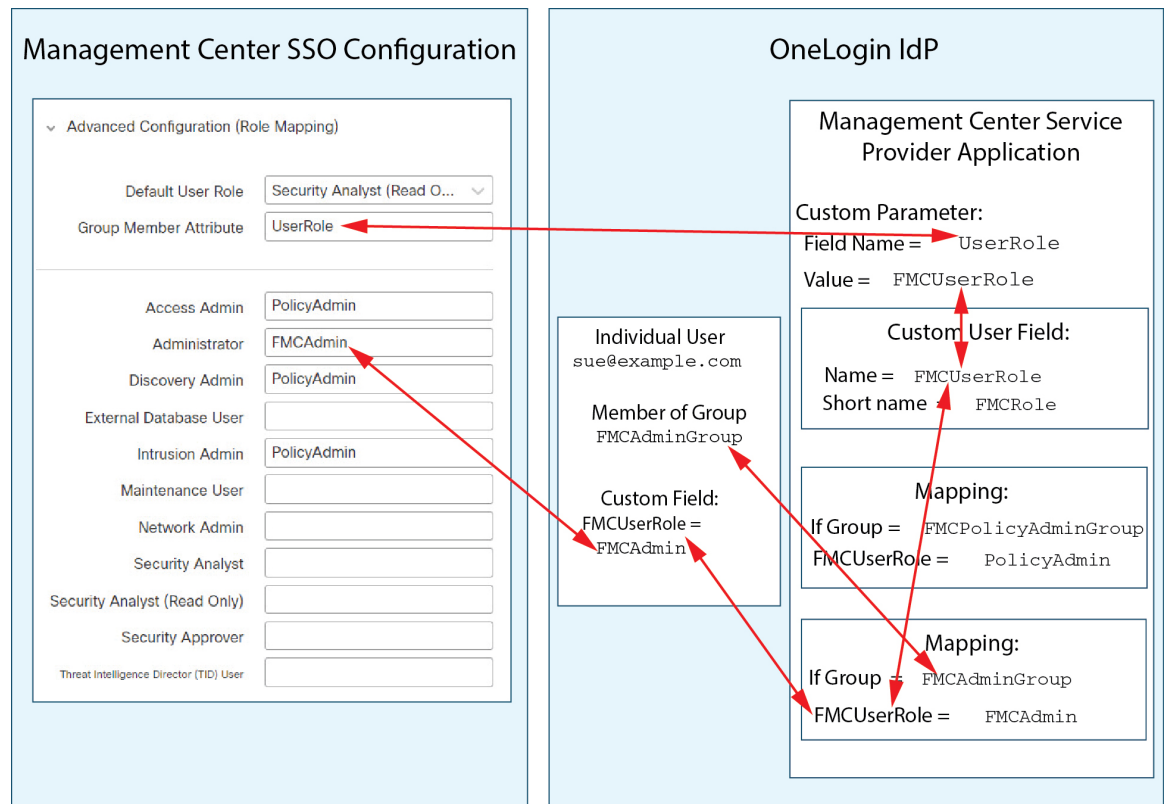 Management Center SSO Configuration
Advanced Configuration (Role Mapping)
Default User Role Security Analyst (Read O...
Group Member Attribute UserRole
Access Admin PolicyAdmin
Administrator FMCAdmin
Discovery Admin PolicyAdmin
External Database User
Intrusion Admin PolicyAdmin
Maintenance User
Network Admin
Security Analyst
Security Analyst (Read Only)
Security Approver
Threat Intelligence Director (TID) User
OneLogin IdP
Individual User
sue@example.com
Member of Group
FMCAdminGroup
Custom Field:
FMCUserRole =
FMCAdmin
Management Center Service
Provider Application
Custom Parameter:
Field Name = UserRole
Value = FMCUserRole
Custom User Field:
Name = FMCUserRole
Short name = FMCRole
Mapping:
If Group = FMCPolicyAdminGroup
FMCUserRole = PolicyAdmin
Mapping:
If Group = FMCAdminGroup
FMCUserRole = FMCAdmin